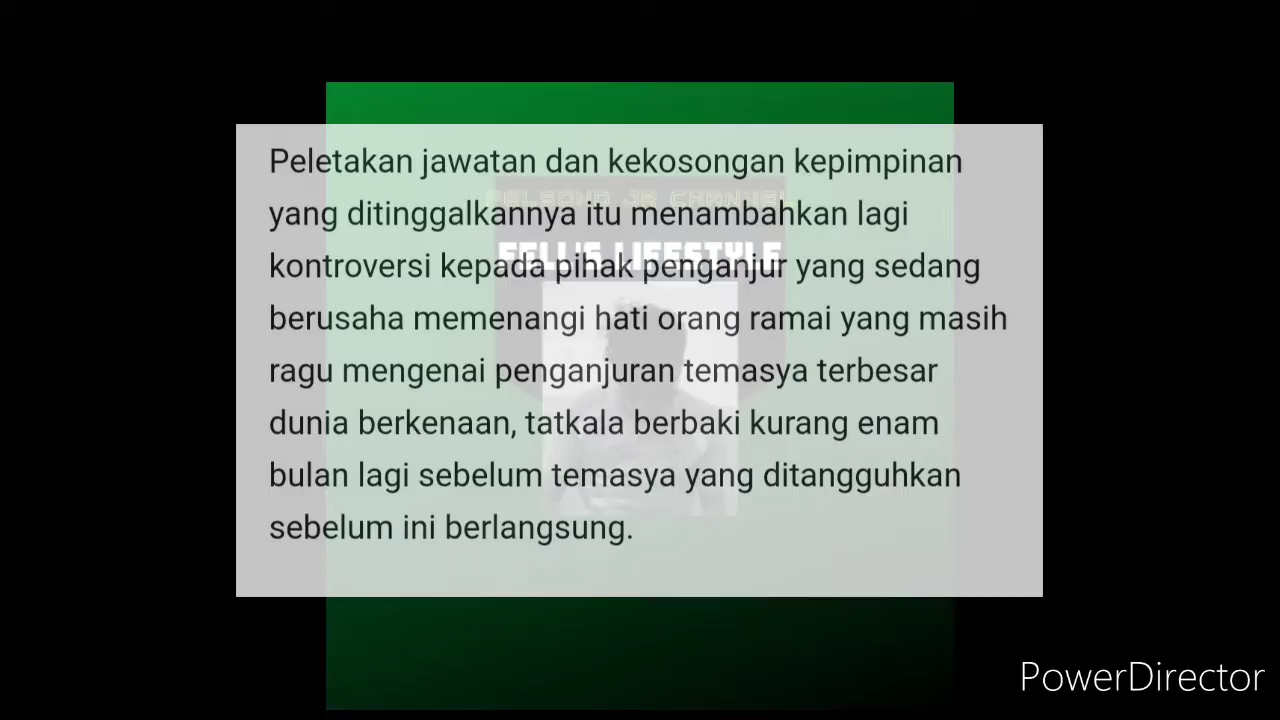 Peletakan jawatan dan kekosongan kepimpinan
yang ditinggalkannya itu menambahkan lagi
kontroversi kepada pihak penganjur yang sedang
berusaha memenangi hati orang ramai yang masih
ragu mengenai penganjuran temasya terbesar
dunia berkenaan, tatkala berbaki kurang enam
bulan lagi sebelum temasya yang ditangguhkan
sebelum ini berlangsung.
PowerDirector